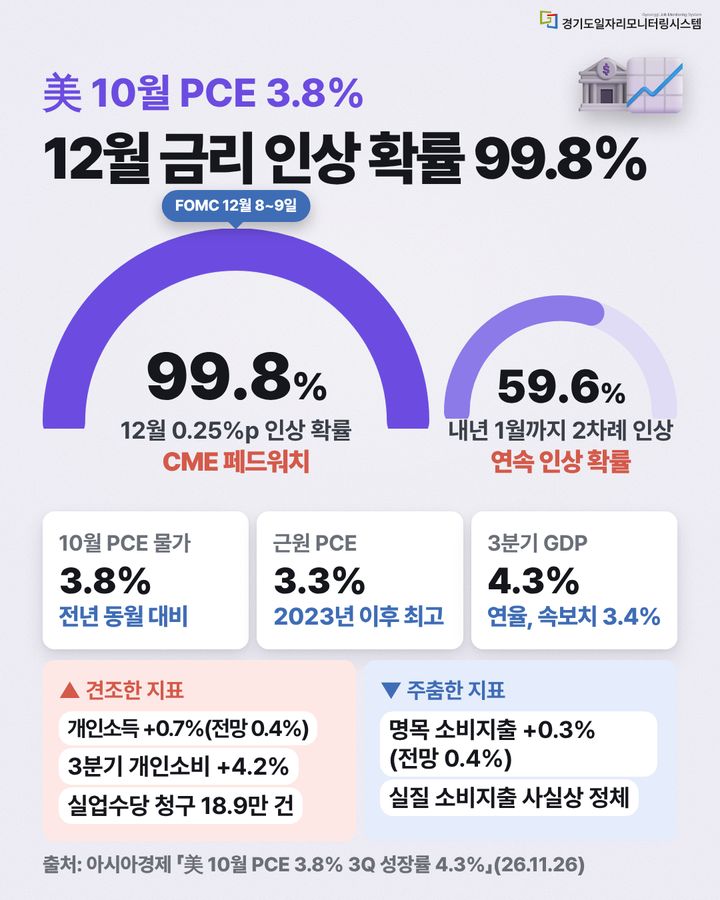 경기도일자리모니터링시스템
美 10월 PCE 3.8%
12월 금리 인상 확률 99.8%
FOMC 12월 8~9일
99.8%
12월 0.25%p 인상 확률
CME 페드워치
59.6%
내년 1월까지 2차례 인상
연속 인상 확률
10월 PCE 물가
3.8%
전년 동월 대비
근원 PCE
3.3%
2023년 이후 최고
3분기 GDP
4.3%
연율, 속보치 3.4%
▲ 견조한 지표
개인소득 +0.7%(전망 0.4%)
3분기 개인소비 +4.2%
실업수당 청구 18.9만 건
▼ 주춤한 지표
명목 소비지출 +0.3%
(전망 0.4%)
실질 소비지출 사실상 정체
출처: 아시아경제 「美 10월 PCE 3.8% 3Q 성장률 4.3%」(26.11.26)